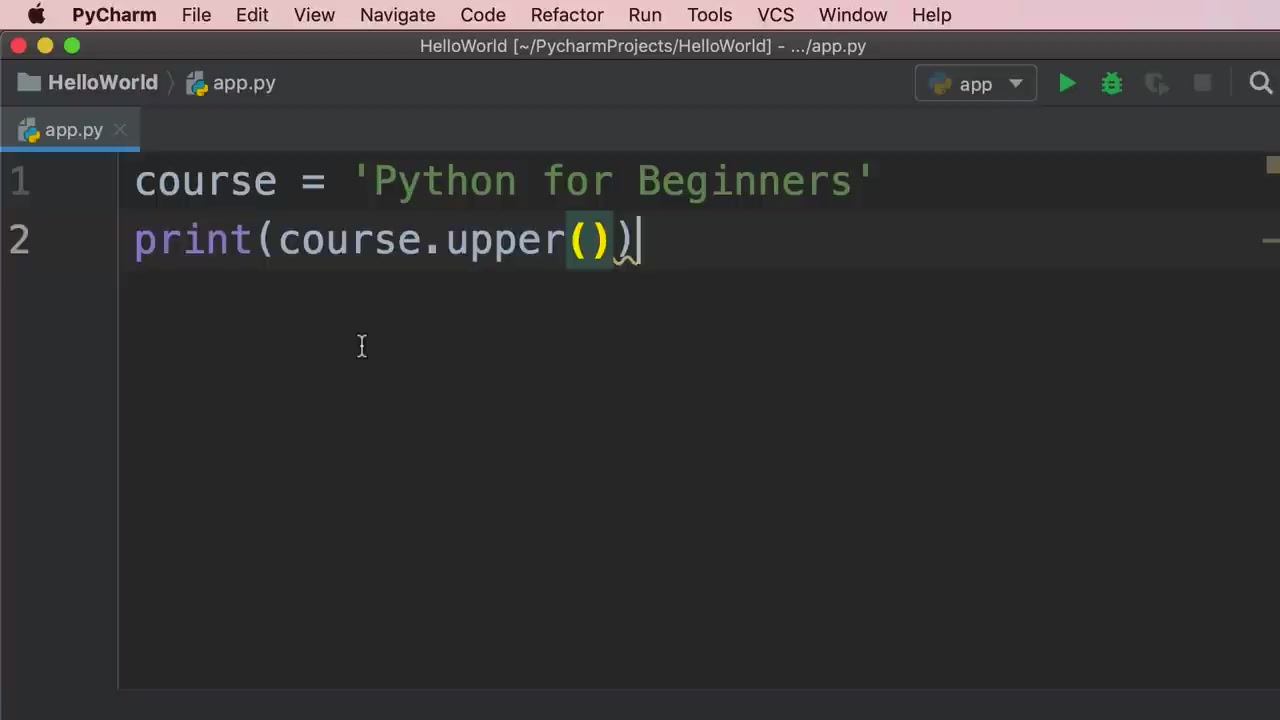 PyCharm File Edit View Navigate Code Refactor Run Tools VCS Window Help
HelloWorld [~/PycharmProjects/HelloWorld] - .../app.py
HelloWorld app.py app
app.py
1 course = 'Python for Beginners'
2 print(course.upper())